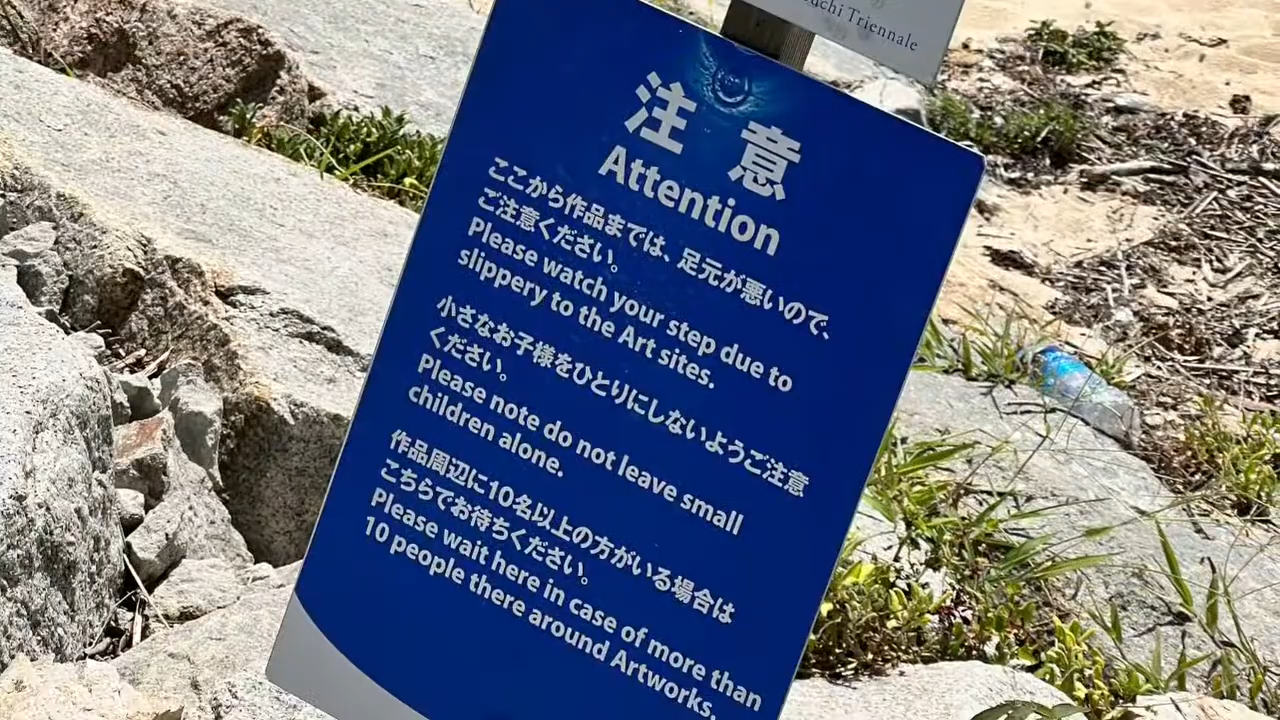 Triennale
注意
Attention
ここから作品までは、足元が悪いので、
ご注意ください。
Please watch your step due to
slippery to the Art sites.
小さなお子様をひとりにしないようご注意
ください。
Please note do not leave small
children alone.
作品周辺に10名以上の方がいる場合は
こちらでお待ちください。
Please wait here in case of more than
10 people there around Artworks.